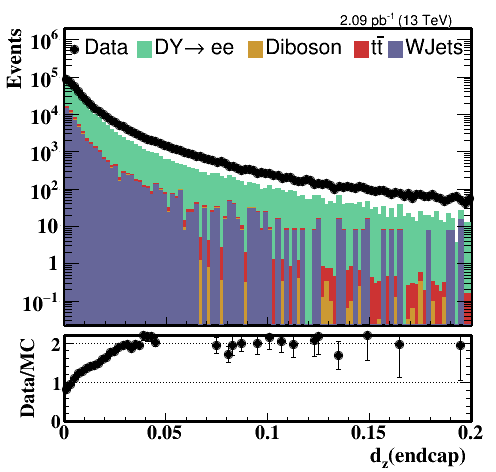 2.09 pb⁻¹ (13 TeV)
Events
10⁶
10⁵
10⁴
10³
10²
10
1
10⁻¹
Data DY→ ee Diboson tt̄ WJets
Data/MC
2
1
0
0 0.05 0.1 0.15 0.2
d_z(endcap)